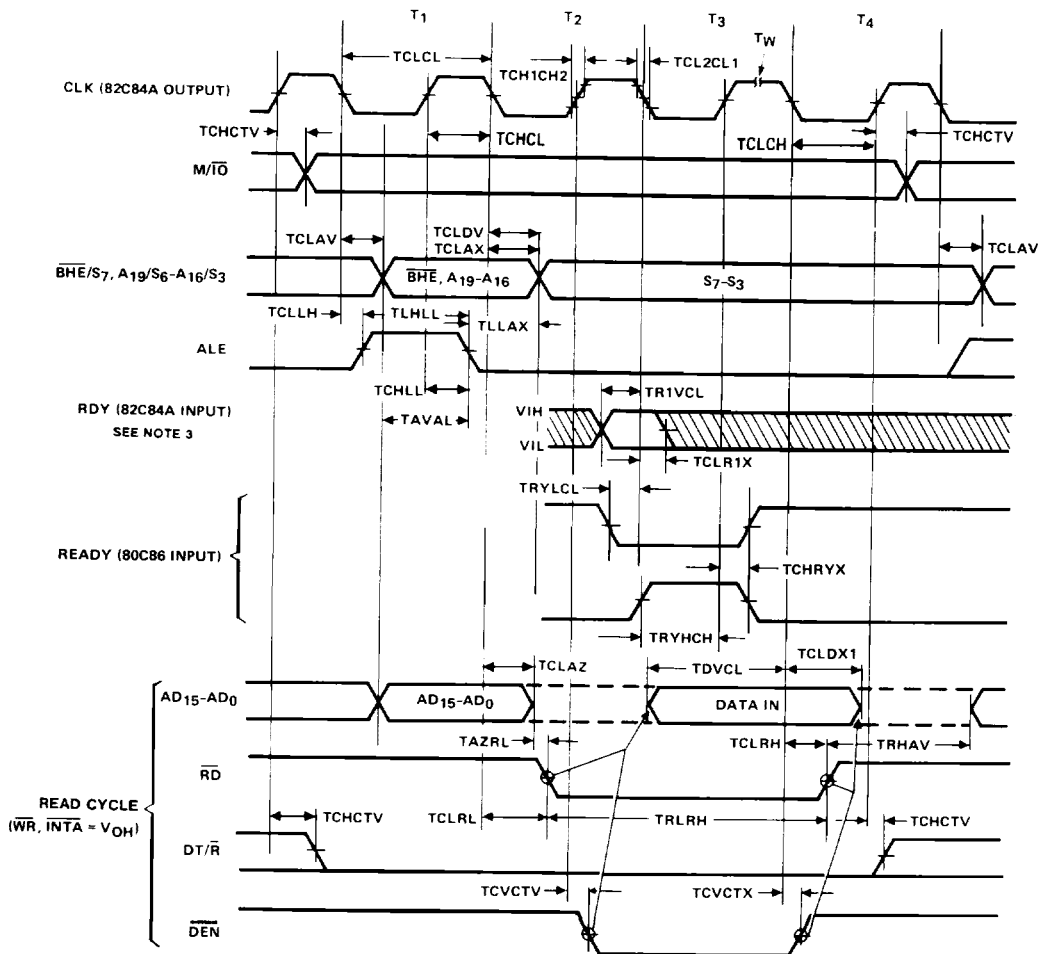 T1 T2 T3 T4
TCLCL TCH1CH2 TCL2CL1 TW
CLK (82C84A OUTPUT)
TCHCTV TCHCL TCLCH TCHCTV
M/IO
TCLDV
TCLAV TCLAX TCLAV
BHE/S7, A19/S6-A16/S3 BHE, A19-A16 S7-S3
TCLLH TLHLL TLLAX
ALE
TCHLL TR1VCL
RDY (82C84A INPUT) VIH
SEE NOTE 3 TAVAL
VIL TCLR1X
TRYLCL
READY (80C86 INPUT)
TCHRYX
TRYHCH
TCLAZ TDVCL TCLDX1
AD15-AD0 AD15-AD0 DATA IN
TAZRL TCLRH TRHAV
RD
READ CYCLE
(WR, INTA = VOH)
TCHCTV TCLRL TRLRH TCHCTV
DT/R
TCVCTV TCVCTX
DEN